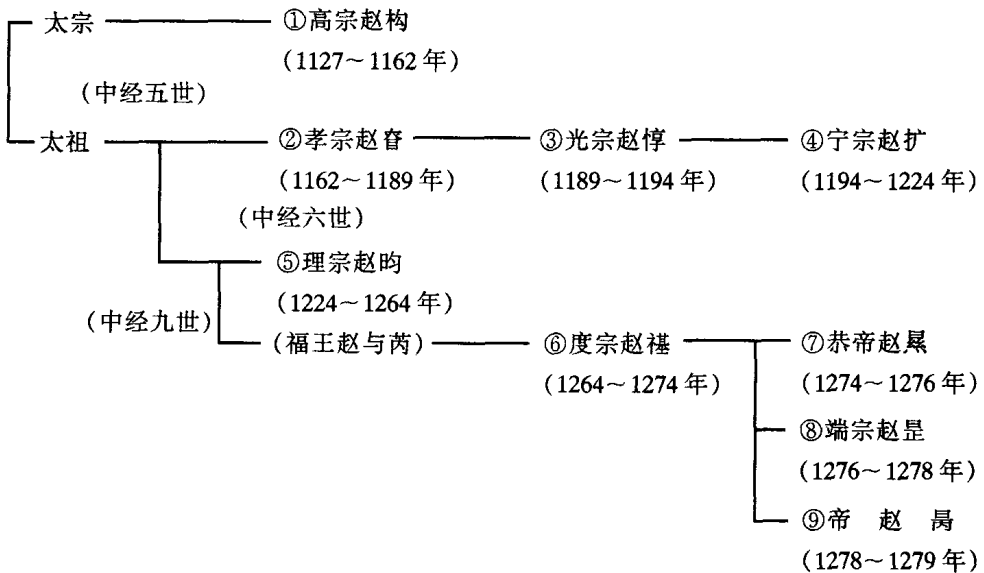 太宗 ①高宗赵构
(1127～1162年)
(中经五世)
太祖 ②孝宗赵昚 ③光宗赵惇 ④宁宗赵扩
(1162～1189年) (1189～1194年) (1194～1224年)
(中经六世)
⑤理宗赵昀
(1224～1264年)
(中经九世)
(福王赵与芮) ⑥度宗赵禥 ⑦恭帝赵㬎
(1264～1274年) (1274～1276年)
⑧端宗赵昰
(1276～1278年)
⑨帝 赵 昺
(1278～1279年)